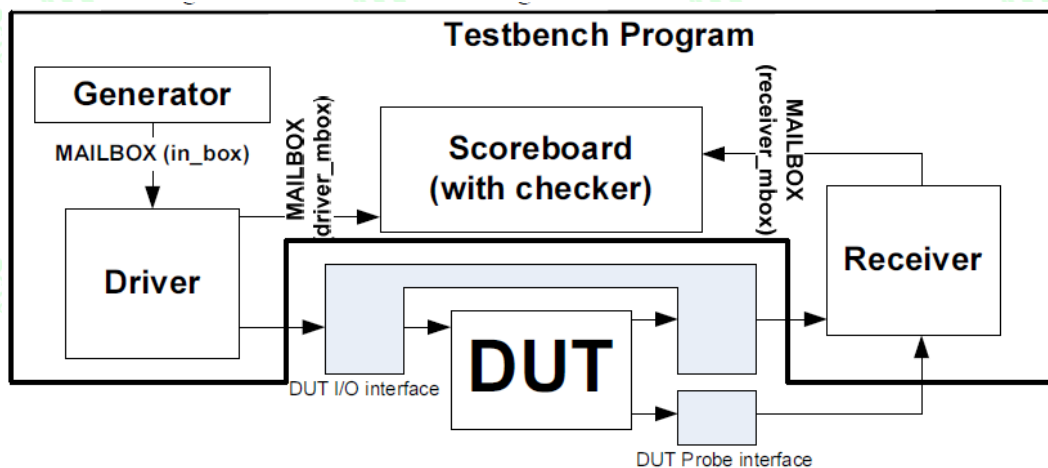 Testbench Program
Generator
MAILBOX (in_box)
MAILBOX
(driver_mbox)
Scoreboard
(with checker)
MAILBOX
(receiver_mbox)
Driver
Receiver
DUT
DUT I/O interface
DUT Probe interface